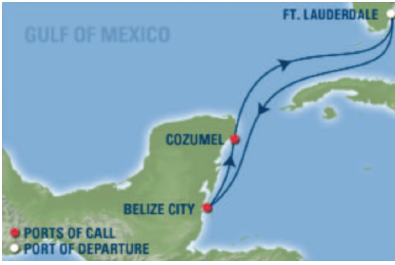 FT. LAUDERDALE
GULF OF MEXICO
COZUMEL
BELIZE CITY
PORTS OF CALL
PORT OF DEPARTURE